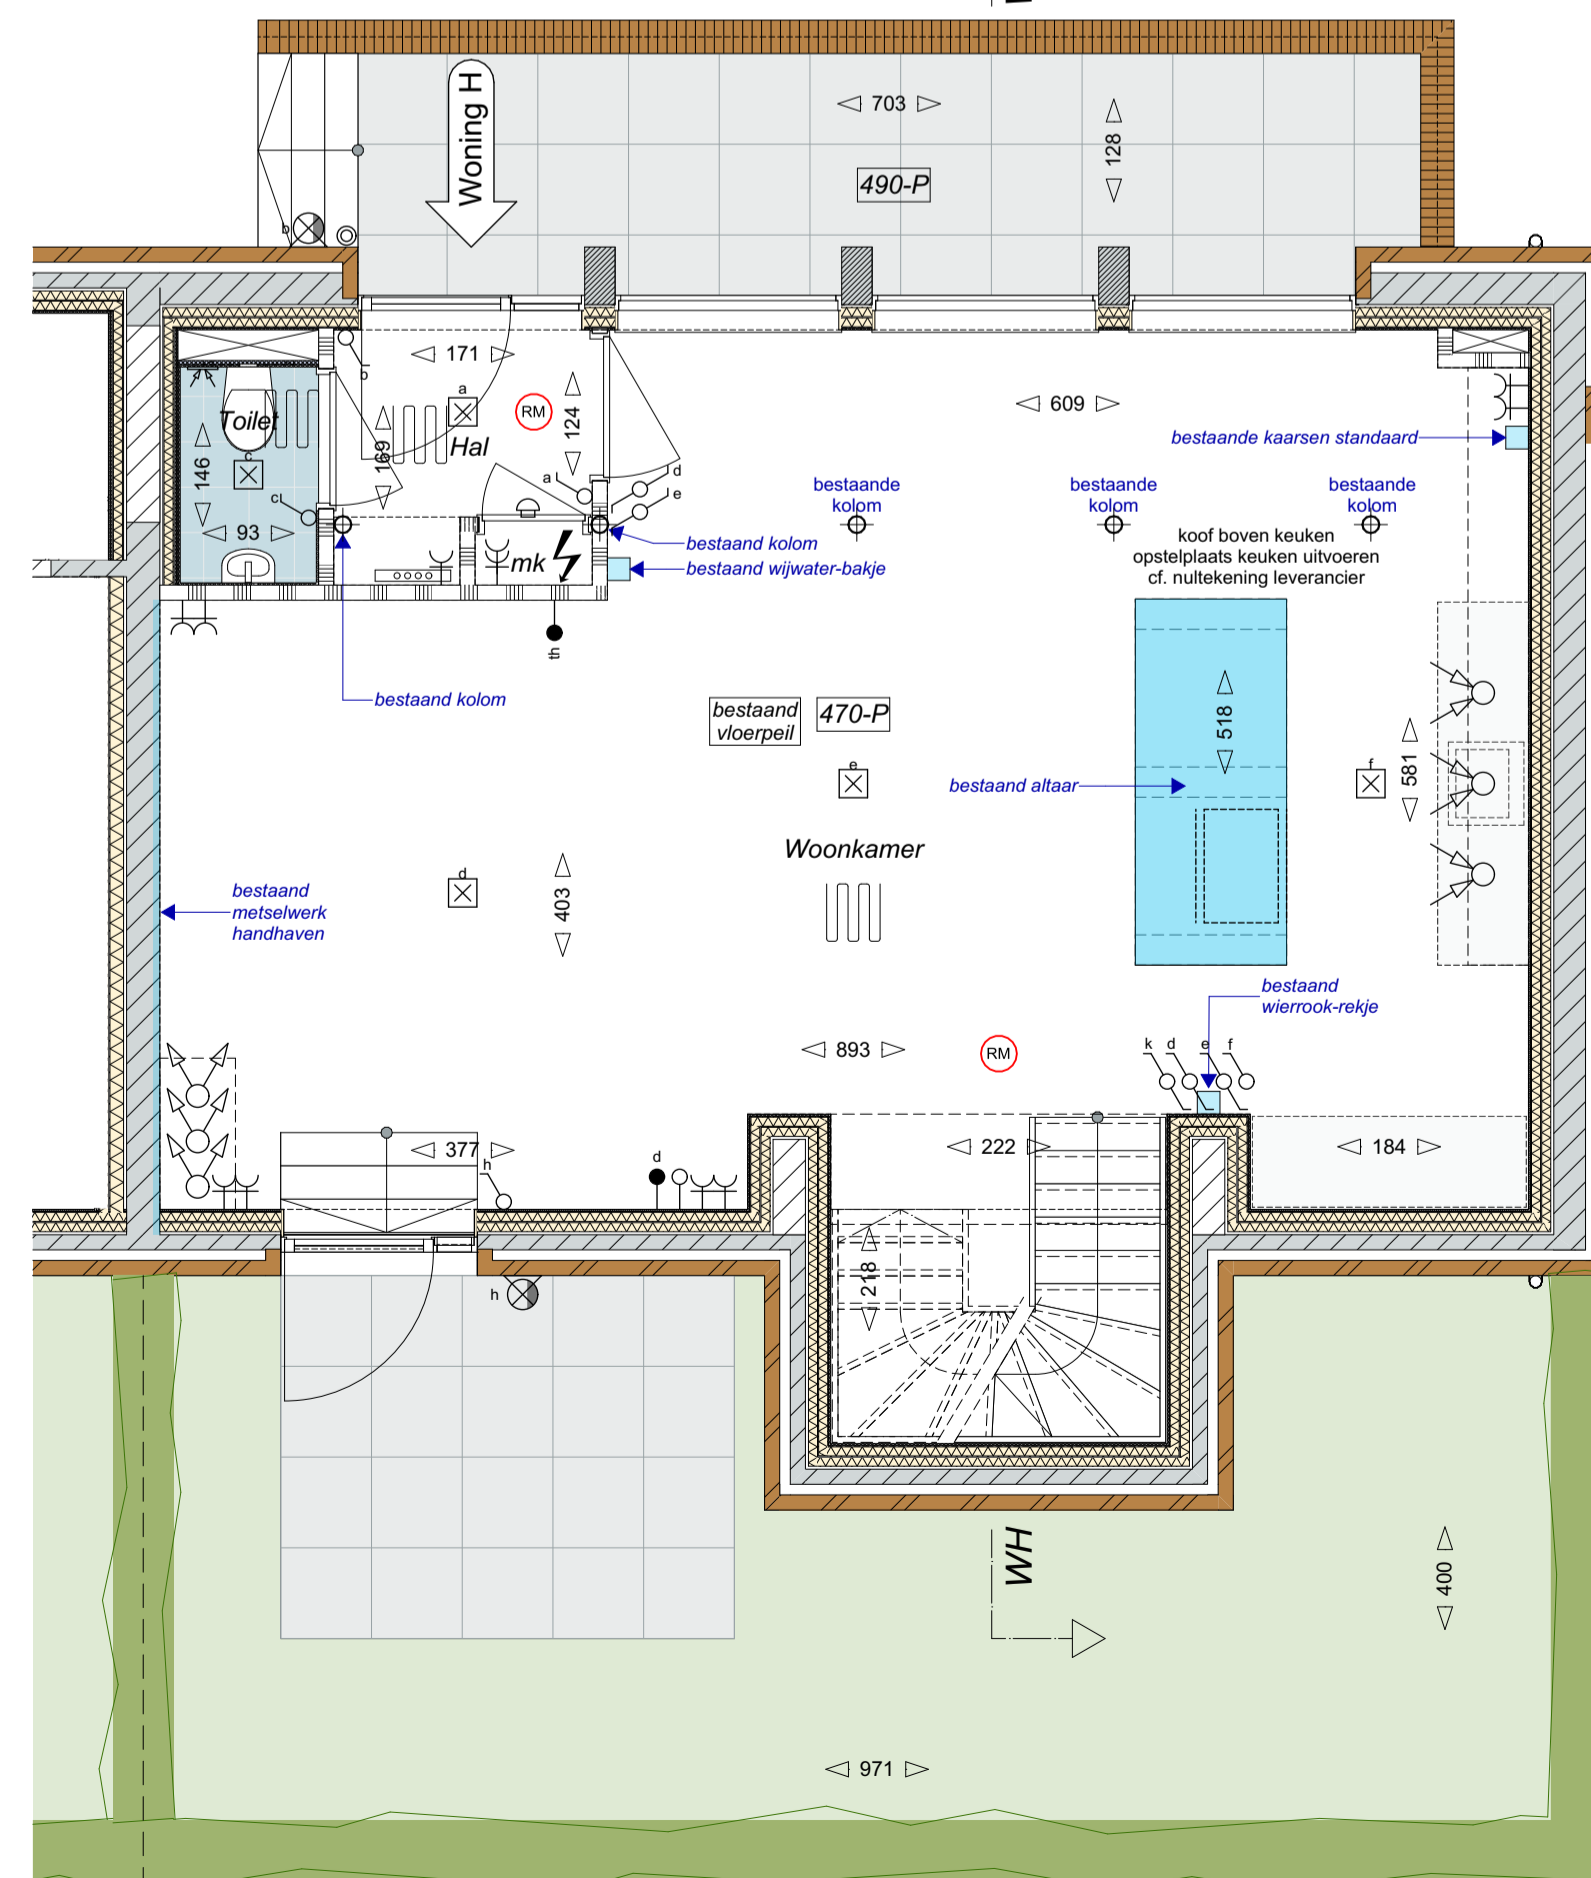 Woning H
703
128
490-P
171
b
a
RM
124
609
Toilet
Hal
169
146
c
c
93
a
d
e
mk
bestaande kaarsen standaard
bestaande
kolom
bestaande
kolom
bestaande
kolom
bestaand kolom
bestaand wijwater-bakje
koof boven keuken
opstelplaats keuken uitvoeren
cf. nultekening leverancier
th
bestaand kolom
bestaand
vloerpeil
470-P
518
581
e
f
bestaand altaar
Woonkamer
d
403
bestaand
metselwerk
handhaven
bestaand
wierrook-rekje
893
RM
k
d
e
f
377
h
d
222
184
218
h
WH
400
971